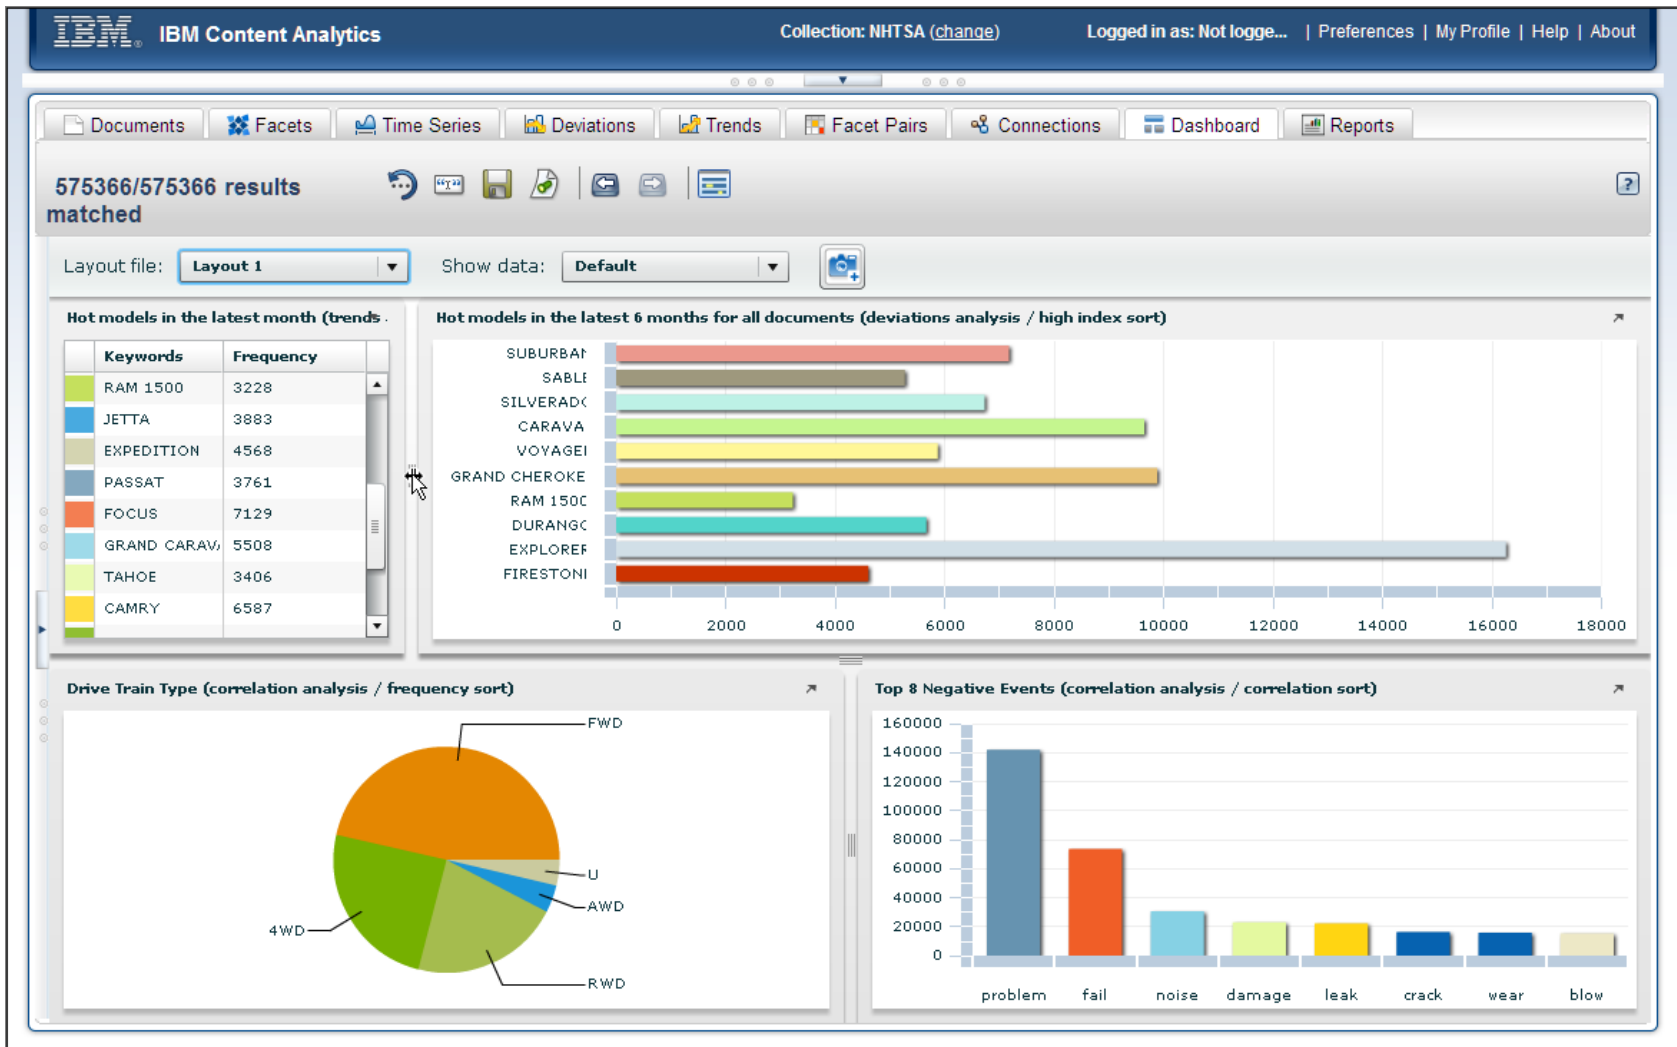 IBM® IBM Content Analytics Collection: NHTSA (change) Logged in as: Not logge... | Preferences | My Profile | Help | About
Documents Facets Time Series Deviations Trends Facet Pairs Connections Dashboard Reports
575366/575366 results
matched
Layout file: Layout 1 Show data: Default
Hot models in the latest month (trends
Keywords Frequency
RAM 1500 3228
JETTA 3883
EXPEDITION 4568
PASSAT 3761
FOCUS 7129
GRAND CARAVA 5508
TAHOE 3406
CAMRY 6587
Hot models in the latest 6 months for all documents (deviations analysis / high index sort)
SUBURBAN
SABLE
SILVERADO
CARAVA
VOYAGER
GRAND CHEROKE
RAM 1500
DURANGO
EXPLORER
FIRESTONE
0 2000 4000 6000 8000 10000 12000 14000 16000 18000
Drive Train Type (correlation analysis / frequency sort)
FWD
U
AWD
4WD
RWD
Top 8 Negative Events (correlation analysis / correlation sort)
160000
140000
120000
100000
80000
60000
40000
20000
0
problem fail noise damage leak crack wear blow